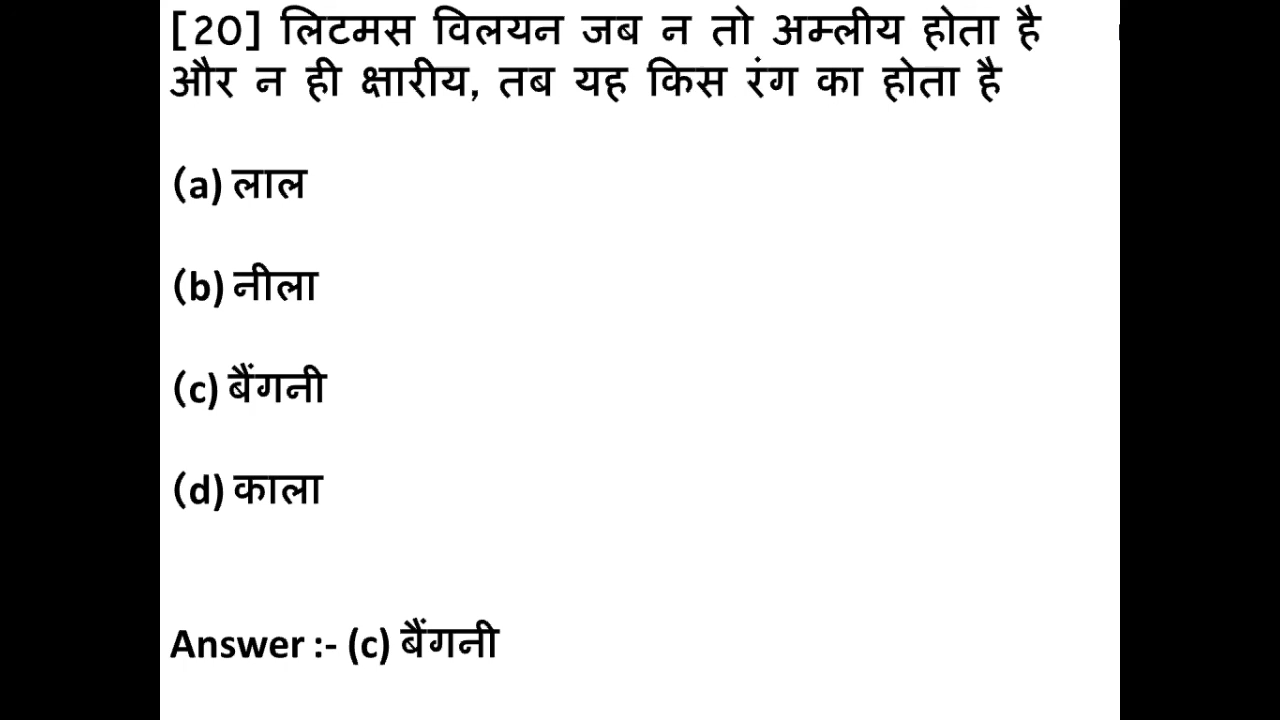 [20] लिटमस विलयन जब न तो अम्लीय होता है
और न ही क्षारीय, तब यह किस रंग का होता है
(a) लाल
(b) नीला
(c) बैंगनी
(d) काला
Answer :- (c) बैंगनी